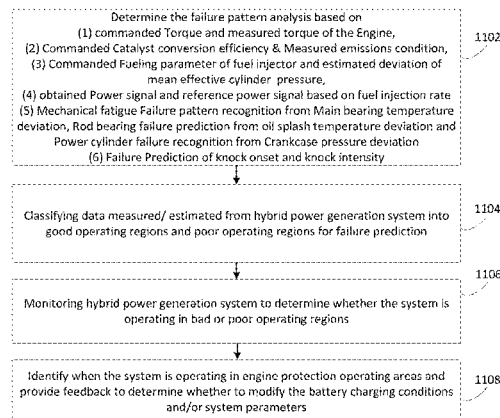 Determine the failure pattern analysis based on
(1) commanded Torque and measured torque of the Engine,
(2) Commanded Catalyst conversion efficiency & Measured emissions condition,
(3) Commanded Fueling parameter of fuel injector and estimated deviation of
mean effective cylinder pressure,
(4) obtained Power signal and reference power signal based on fuel injection rate
(5) Mechanical fatigue Failure pattern recognition from Main bearing temperature
deviation, Rod bearing failure prediction from oil splash temperature deviation and
Power cylinder failure recognition from Crankcase pressure deviation
(6) Failure Prediction of knock onset and knock intensity
1102
Classifying data measured/ estimated from hybrid power generation system into
good operating regions and poor operating regions for failure prediction
1104
Monitoring hybrid power generation system to determine whether the system is
operating in bad or poor operating regions
1106
Identify when the system is operating in engine protection operating areas and
provide feedback to determine whether to modify the battery charging conditions
and/or system parameters
1108